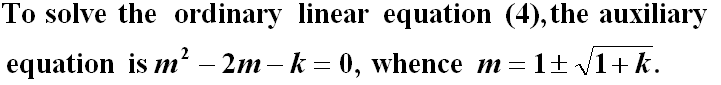 To solve the ordinary linear equation (4),the auxiliary
equation is m² – 2m – k = 0, whence m = 1± √1+ k.